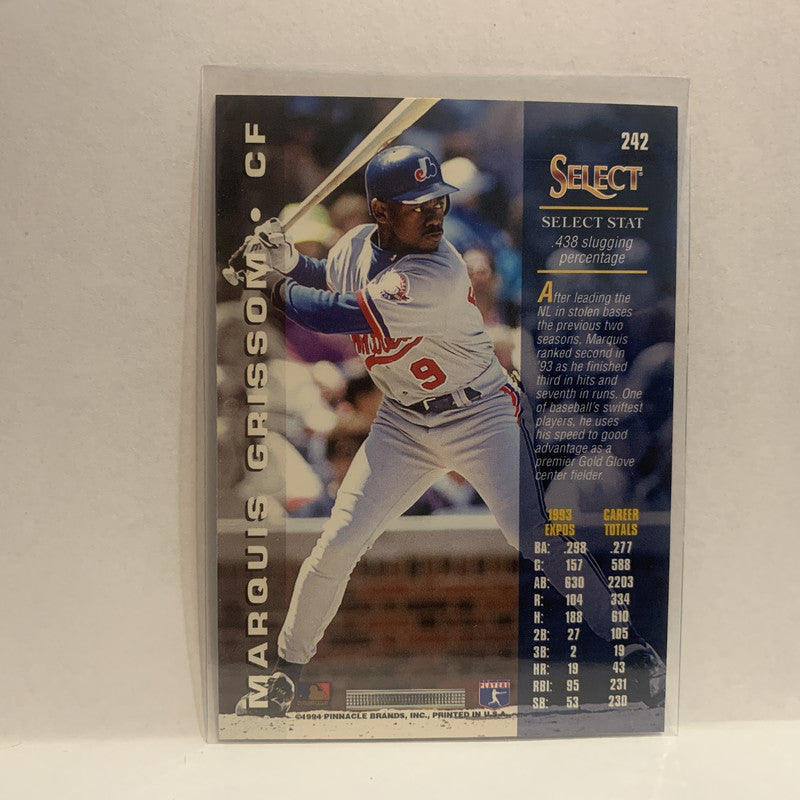 MARQUIS GRISSOM • CF
242
SELECT
SELECT STAT
.438 slugging
percentage
After leading the
NL in stolen bases
the previous two
seasons, Marquis
ranked second in
'93 as he finished
third in hits and
seventh in runs. One
of baseball's swiftest
players, he uses
his speed to good
advantage as a
premier Gold Glove
center fielder.
1993 CAREER
EXPOS TOTALS
BA: .298 .277
G: 157 588
AB: 630 2203
R: 104 334
H: 188 610
2B: 27 105
3B: 2 19
HR: 19 43
RBI: 95 231
SB: 53 230
9
PLAYERS
©1994 PINNACLE BRANDS, INC., PRINTED IN U.S.A.